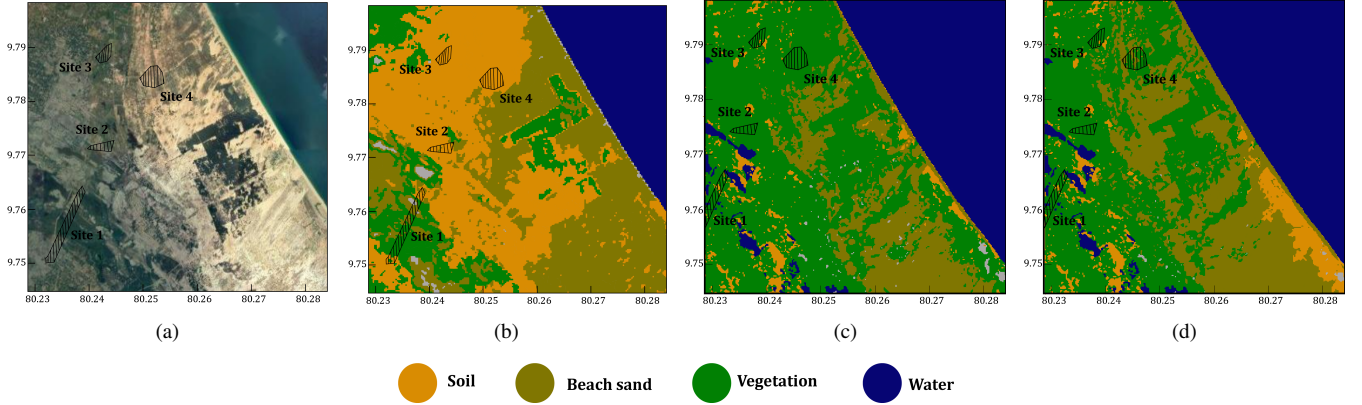 9.79
9.78
9.77
9.76
9.75
80.23 80.24 80.25 80.26 80.27 80.28
Site 3
Site 4
Site 2
Site 1
(a)
9.79
9.78
9.77
9.76
9.75
80.23 80.24 80.25 80.26 80.27 80.28
Site 3
Site 4
Site 2
Site 1
(b)
9.79
9.78
9.77
9.76
9.75
80.23 80.24 80.25 80.26 80.27 80.28
Site 3
Site 4
Site 2
Site 1
(c)
9.79
9.78
9.77
9.76
9.75
80.23 80.24 80.25 80.26 80.27 80.28
Site 3
Site 4
Site 2
Site 1
(d)
Soil Beach sand Vegetation Water